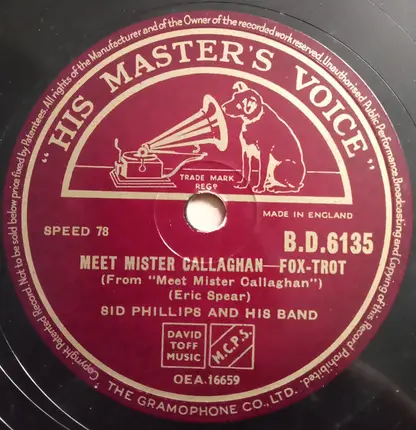 All rights of the Manufacturer and of the Owner of the recorded work reserved. Unauthorised Public Performance, Broadcasting and Copying of this Record Prohibited.
Copyright. Patented Record. Not to be sold below price fixed by Patentees.
"HIS MASTER'S VOICE"
TRADE MARK
REGD
MADE IN ENGLAND
SPEED 78
B.D.6135
MEET MISTER CALLAGHAN—FOX-TROT
(From "Meet Mister Callaghan")
(Eric Spear)
SID PHILLIPS AND HIS BAND
DAVID
TOFF
MUSIC
M.C.P.S.
OEA.16659
THE GRAMOPHONE CO., LTD.